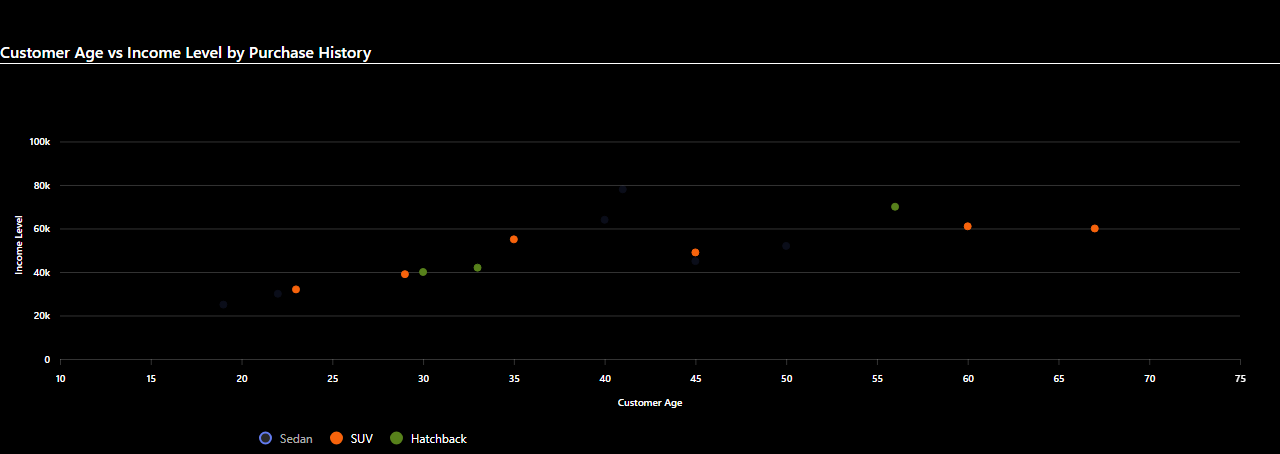 Customer Age vs Income Level by Purchase History
100k
80k
60k
40k
20k
0
Income Level
10 15 20 25 30 35 40 45 50 55 60 65 70 75
Customer Age
Sedan SUV Hatchback